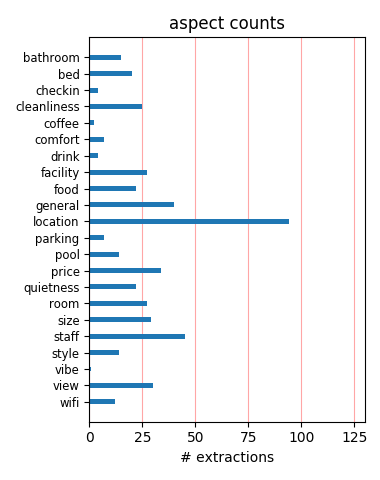 aspect counts
bathroom
bed
checkin
cleanliness
coffee
comfort
drink
facility
food
general
location
parking
pool
price
quietness
room
size
staff
style
vibe
view
wifi
0 25 50 75 100 125
# extractions